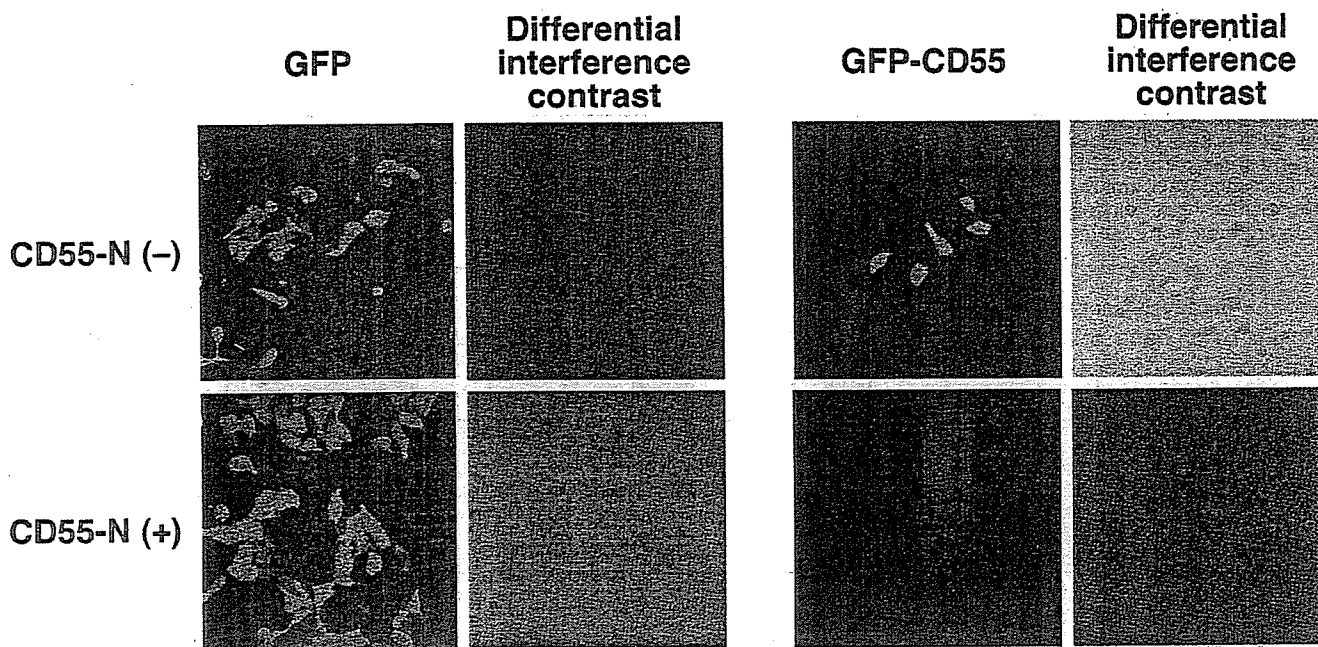 GFP
Differential
interference
contrast
GFP-CD55
Differential
interference
contrast
CD55-N (–)
CD55-N (+)